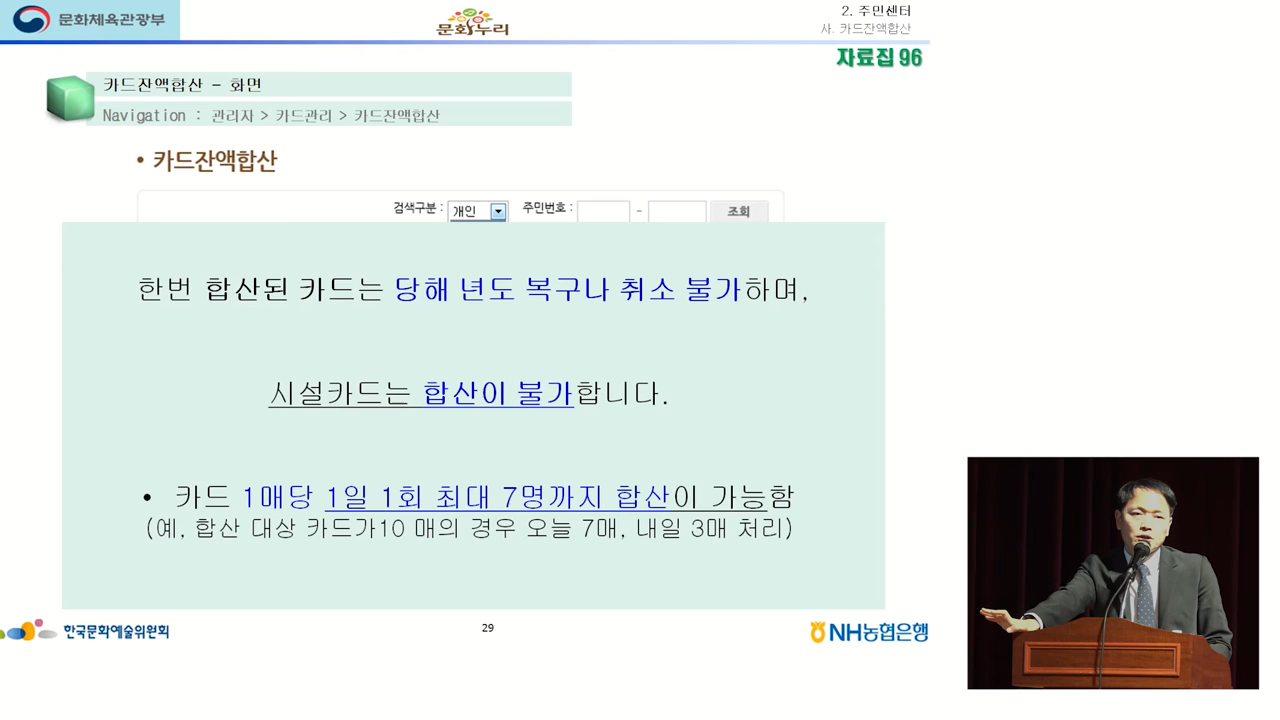 문화체육관광부
문화누리
2. 주민센터
사. 카드잔액합산
자료집 96
카드잔액합산 - 화면
Navigation : 관리자 > 카드관리 > 카드잔액합산
• 카드잔액합산
검색구분 : 개인 주민번호 : - 조회
한번 합산된 카드는 당해 년도 복구나 취소 불가하며,
시설카드는 합산이 불가합니다.
• 카드 1매당 1일 1회 최대 7명까지 합산이 가능함
(예, 합산 대상 카드가10 매의 경우 오늘 7매, 내일 3매 처리)
한국문화예술위원회
29
NH농협은행